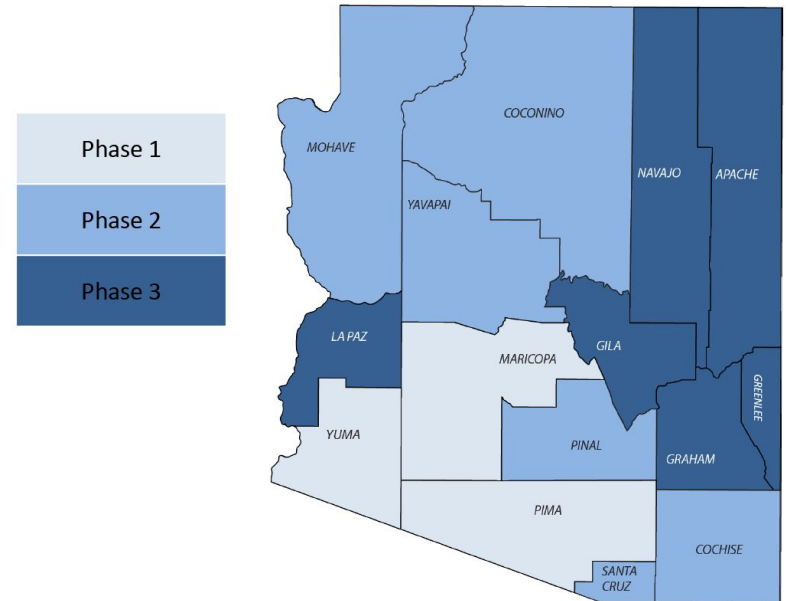 Phase 1
Phase 2
Phase 3
MOHAVE
COCONINO
NAVAJO
APACHE
YAVAPAI
LA PAZ
MARICOPA
GILA
GREENLEE
YUMA
PINAL
GRAHAM
PIMA
COCHISE
SANTA
CRUZ